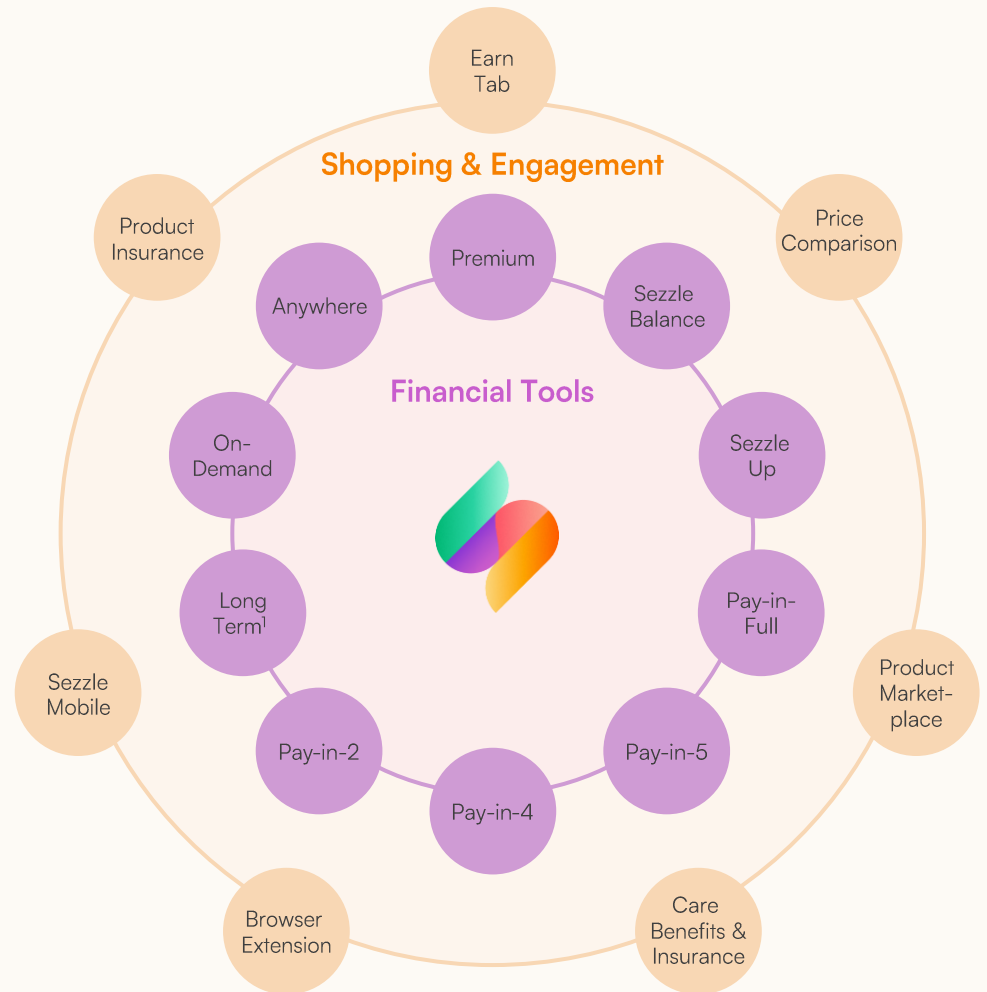 Earn
Tab
Shopping & Engagement
Product
Insurance
Price
Comparison
Premium
Anywhere
Sezzle
Balance
Financial Tools
On-
Demand
Sezzle
Up
Long
Term¹
Pay-in-
Full
Sezzle
Mobile
Product
Market-
place
Pay-in-2
Pay-in-5
Pay-in-4
Browser
Extension
Care
Benefits &
Insurance